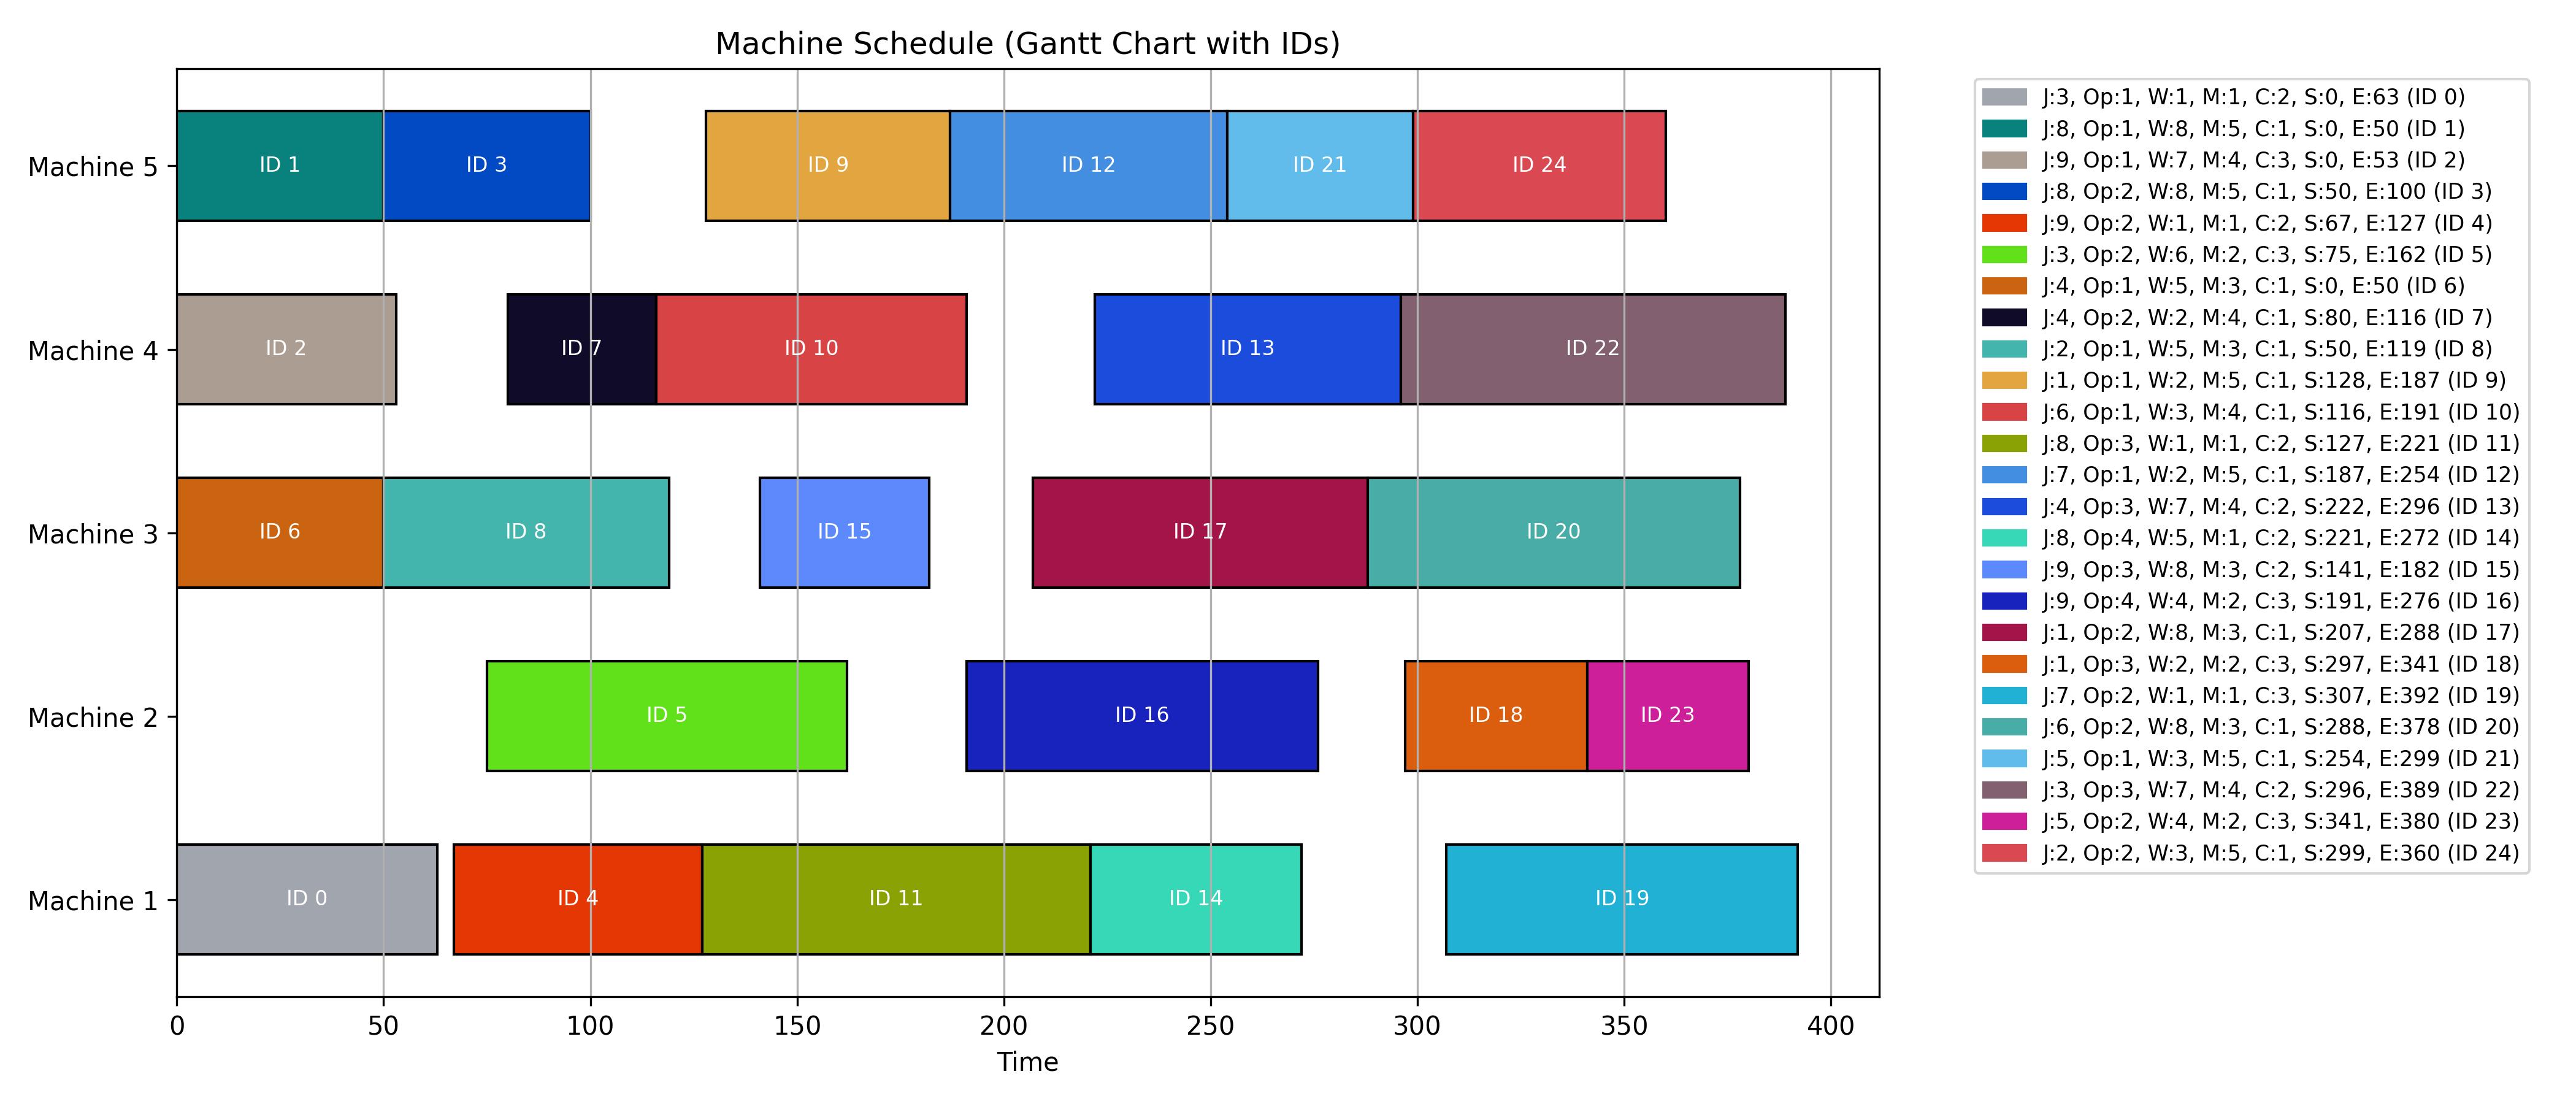 Machine Schedule (Gantt Chart with IDs)
Machine 5
ID 1
ID 3
ID 9
ID 12
ID 21
ID 24
Machine 4
ID 2
ID 7
ID 10
ID 13
ID 22
Machine 3
ID 6
ID 8
ID 15
ID 17
ID 20
Machine 2
ID 5
ID 16
ID 18
ID 23
Machine 1
ID 0
ID 4
ID 11
ID 14
ID 19
0 50 100 150 200 250 300 350 400
Time
J:3, Op:1, W:1, M:1, C:2, S:0, E:63 (ID 0)
J:8, Op:1, W:8, M:5, C:1, S:0, E:50 (ID 1)
J:9, Op:1, W:7, M:4, C:3, S:0, E:53 (ID 2)
J:8, Op:2, W:8, M:5, C:1, S:50, E:100 (ID 3)
J:9, Op:2, W:1, M:1, C:2, S:67, E:127 (ID 4)
J:3, Op:2, W:6, M:2, C:3, S:75, E:162 (ID 5)
J:4, Op:1, W:5, M:3, C:1, S:0, E:50 (ID 6)
J:4, Op:2, W:2, M:4, C:1, S:80, E:116 (ID 7)
J:2, Op:1, W:5, M:3, C:1, S:50, E:119 (ID 8)
J:1, Op:1, W:2, M:5, C:1, S:128, E:187 (ID 9)
J:6, Op:1, W:3, M:4, C:1, S:116, E:191 (ID 10)
J:8, Op:3, W:1, M:1, C:2, S:127, E:221 (ID 11)
J:7, Op:1, W:2, M:5, C:1, S:187, E:254 (ID 12)
J:4, Op:3, W:7, M:4, C:2, S:222, E:296 (ID 13)
J:8, Op:4, W:5, M:1, C:2, S:221, E:272 (ID 14)
J:9, Op:3, W:8, M:3, C:2, S:141, E:182 (ID 15)
J:9, Op:4, W:4, M:2, C:3, S:191, E:276 (ID 16)
J:1, Op:2, W:8, M:3, C:1, S:207, E:288 (ID 17)
J:1, Op:3, W:2, M:2, C:3, S:297, E:341 (ID 18)
J:7, Op:2, W:1, M:1, C:3, S:307, E:392 (ID 19)
J:6, Op:2, W:8, M:3, C:1, S:288, E:378 (ID 20)
J:5, Op:1, W:3, M:5, C:1, S:254, E:299 (ID 21)
J:3, Op:3, W:7, M:4, C:2, S:296, E:389 (ID 22)
J:5, Op:2, W:4, M:2, C:3, S:341, E:380 (ID 23)
J:2, Op:2, W:3, M:5, C:1, S:299, E:360 (ID 24)